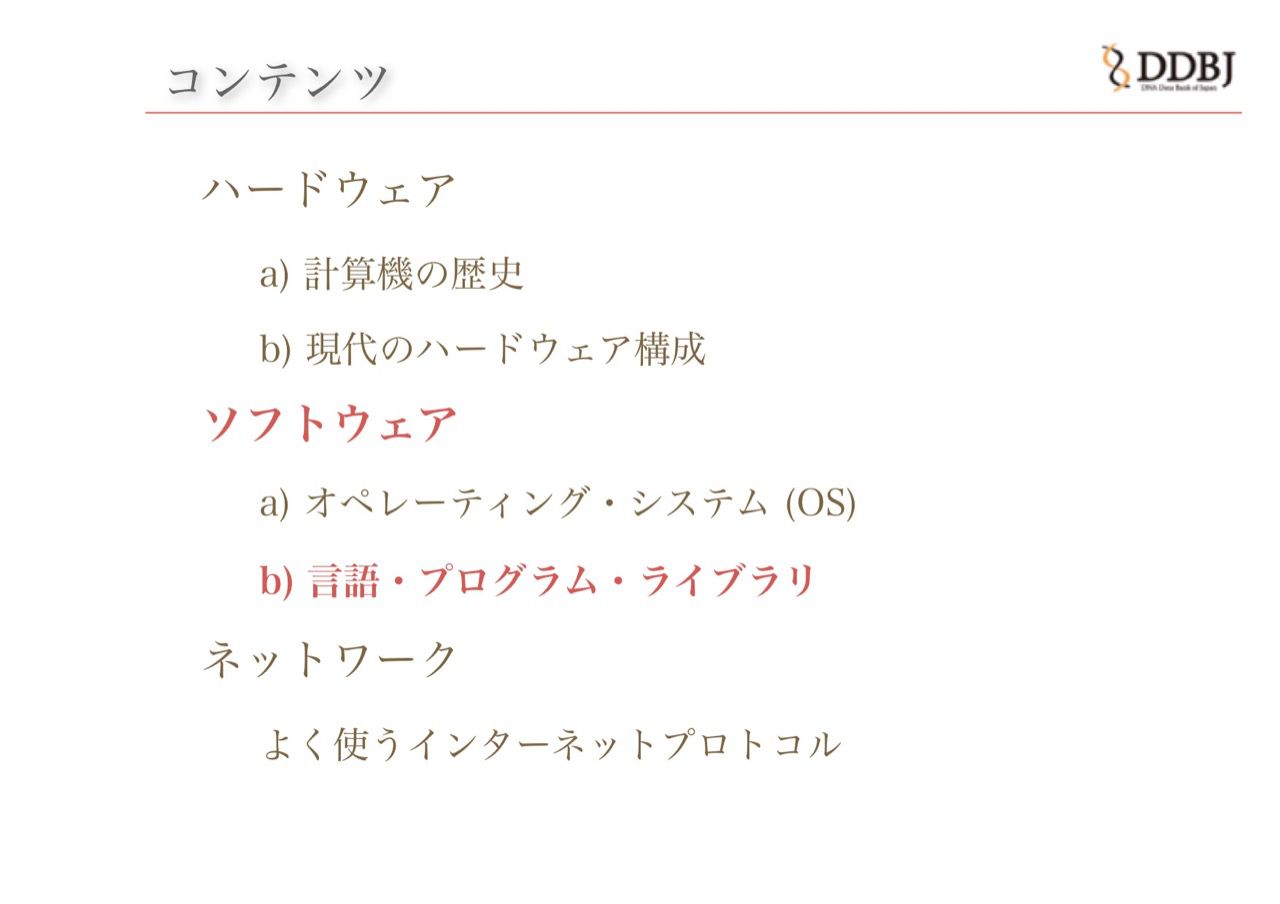 コンテンツ
DDBJ
DNA Data Bank of Japan
ハードウェア
a) 計算機の歴史
b) 現代のハードウェア構成
ソフトウェア
a) オペレーティング・システム (OS)
b) 言語・プログラム・ライブラリ
ネットワーク
よく使うインターネットプロトコル